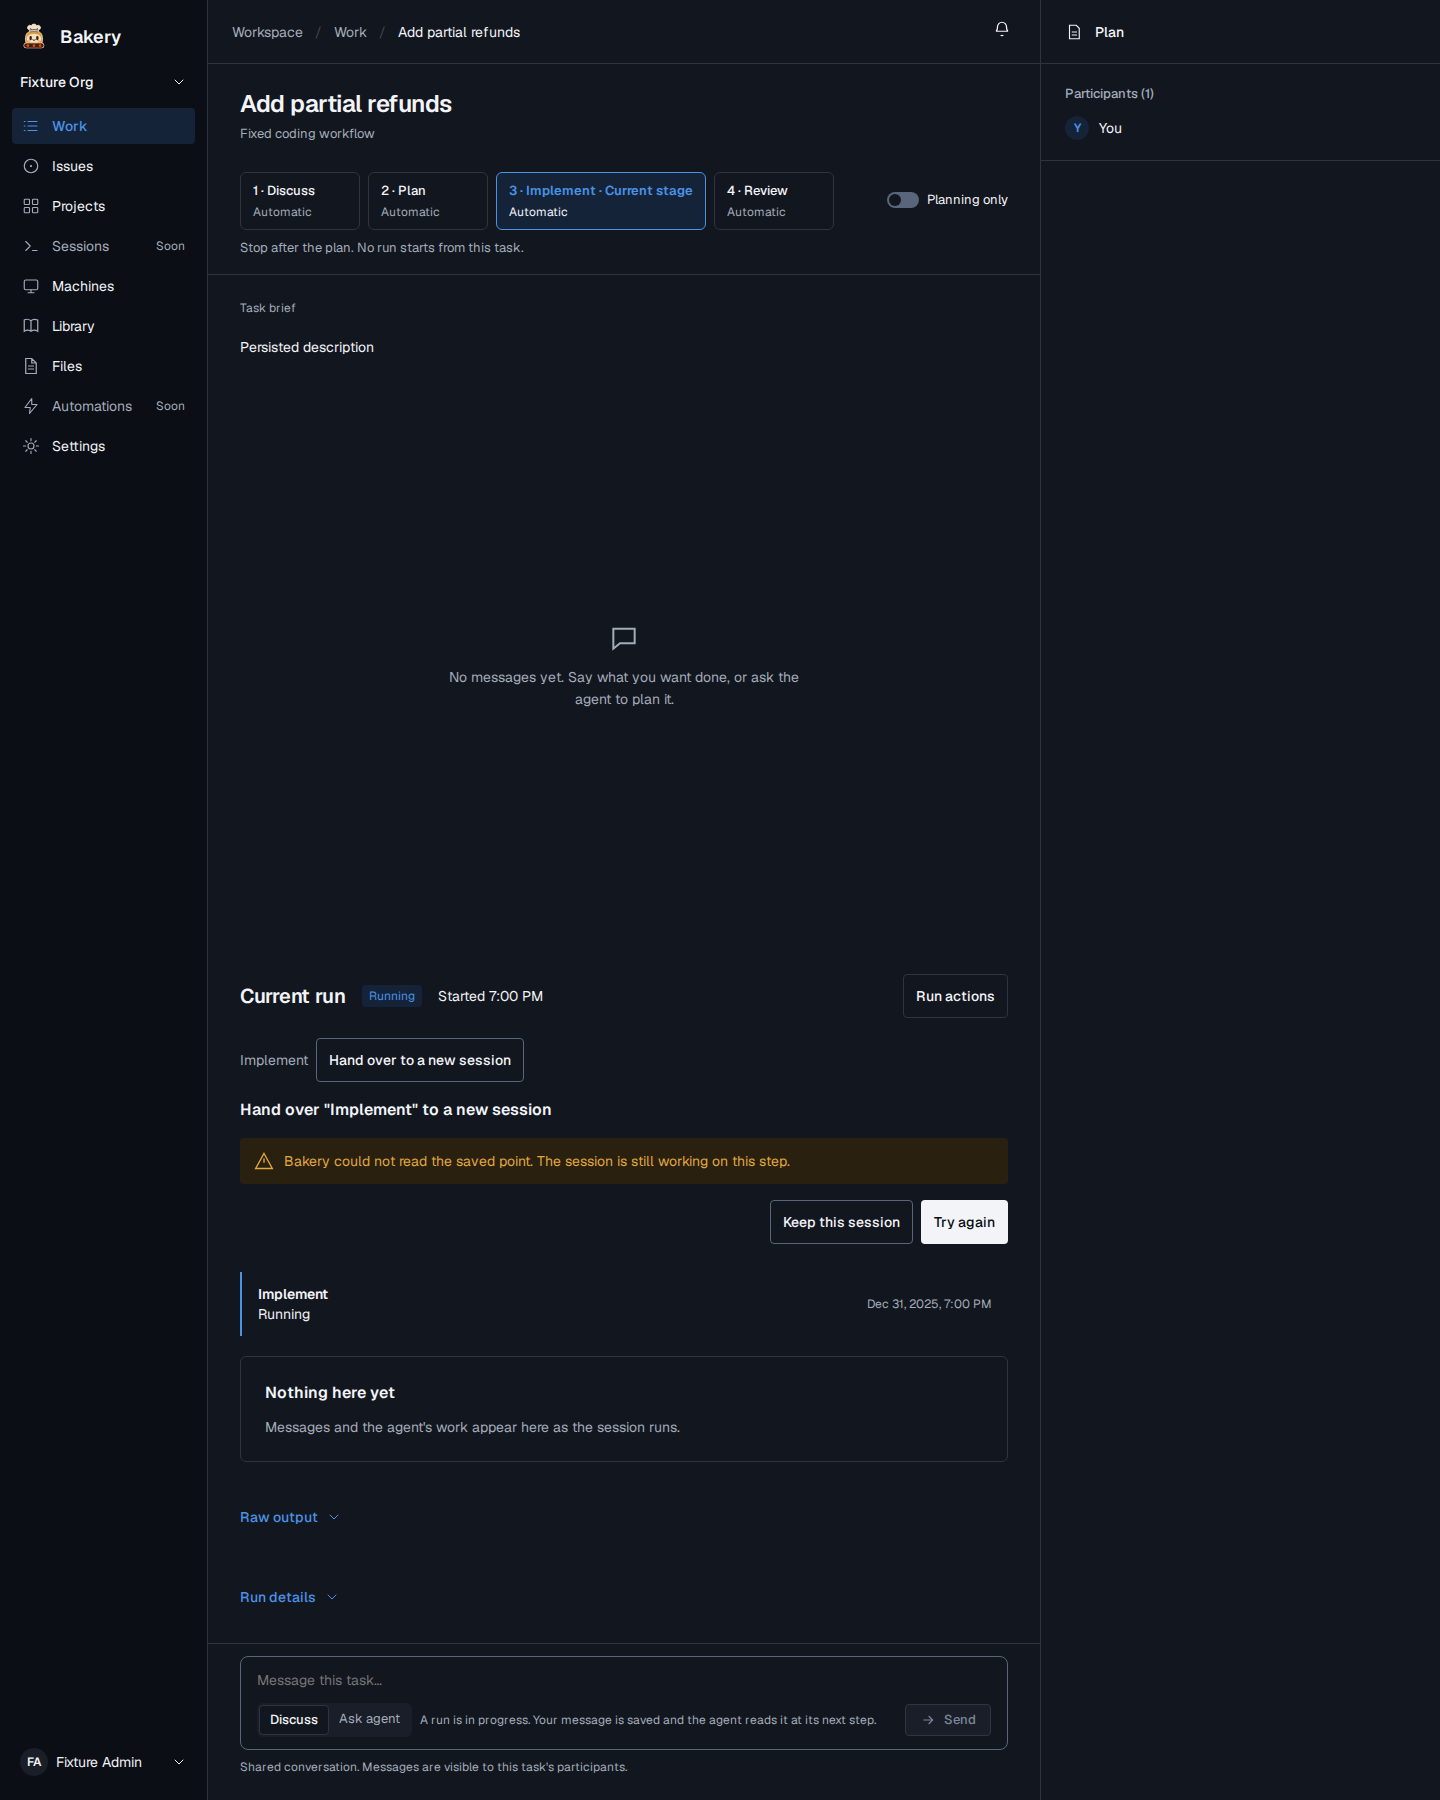 Bakery
Fixture Org
Work
Issues
Projects
Sessions Soon
Machines
Library
Files
Automations Soon
Settings
FA Fixture Admin
Workspace / Work / Add partial refunds
Add partial refunds
Fixed coding workflow
1 · Discuss
Automatic
2 · Plan
Automatic
3 · Implement · Current stage
Automatic
4 · Review
Automatic
Planning only
Stop after the plan. No run starts from this task.
Task brief
Persisted description
No messages yet. Say what you want done, or ask the
agent to plan it.
Current run Running Started 7:00 PM Run actions
Implement Hand over to a new session
Hand over "Implement" to a new session
Bakery could not read the saved point. The session is still working on this step.
Keep this session Try again
Implement
Running
Dec 31, 2025, 7:00 PM
Nothing here yet
Messages and the agent's work appear here as the session runs.
Raw output
Run details
Message this task...
Discuss Ask agent A run is in progress. Your message is saved and the agent reads it at its next step. Send
Shared conversation. Messages are visible to this task's participants.
Plan
Participants (1)
Y You